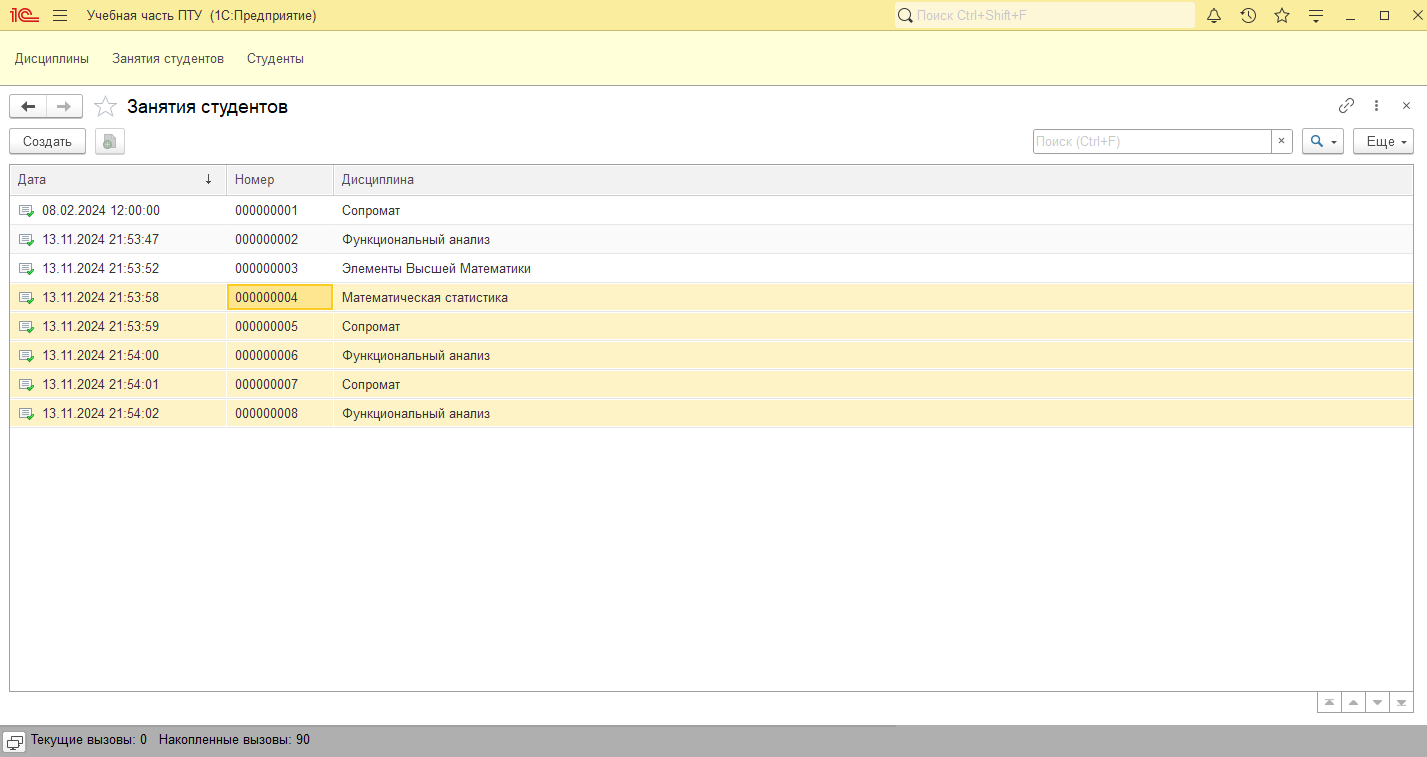 1С Учебная часть ПТУ (1С:Предприятие) Поиск Ctrl+Shift+F
Дисциплины Занятия студентов Студенты
Занятия студентов
Создать Поиск (Ctrl+F) × Еще
Дата ↓ Номер Дисциплина
08.02.2024 12:00:00 000000001 Сопромат
13.11.2024 21:53:47 000000002 Функциональный анализ
13.11.2024 21:53:52 000000003 Элементы Высшей Математики
13.11.2024 21:53:58 000000004 Математическая статистика
13.11.2024 21:53:59 000000005 Сопромат
13.11.2024 21:54:00 000000006 Функциональный анализ
13.11.2024 21:54:01 000000007 Сопромат
13.11.2024 21:54:02 000000008 Функциональный анализ
Текущие вызовы: 0 Накопленные вызовы: 90